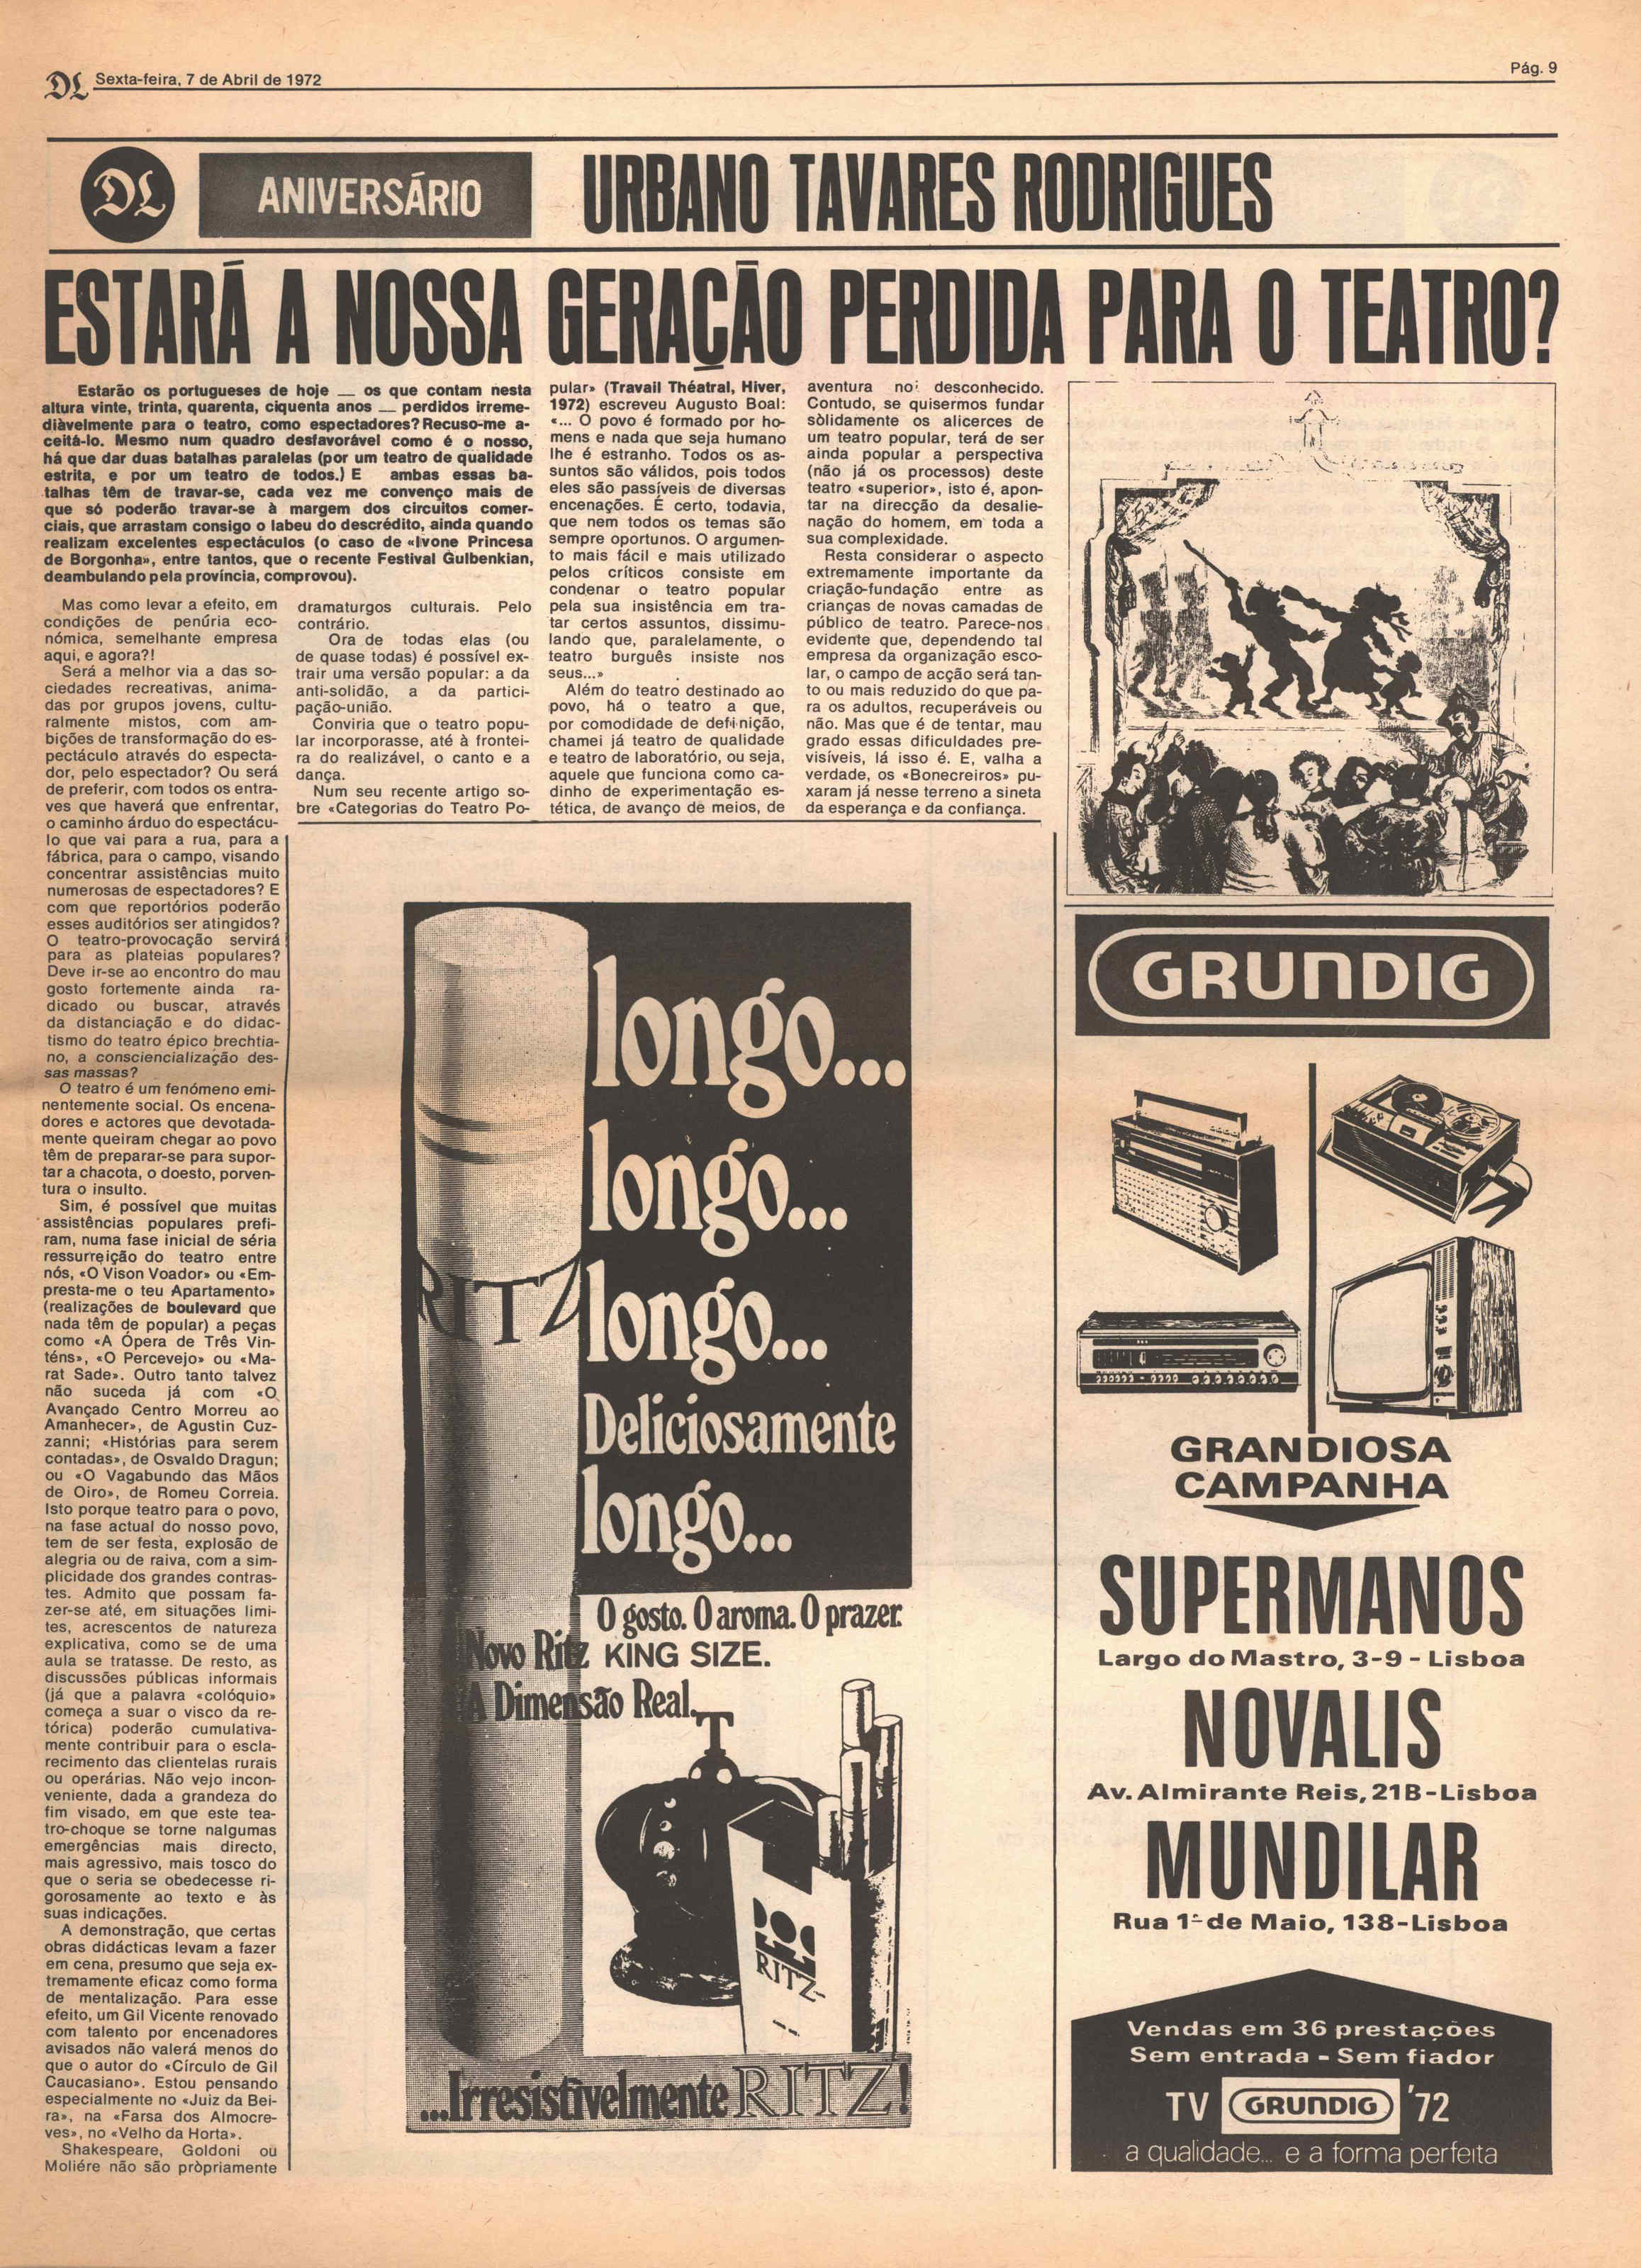 DL Sexta-feira, 7 de Abril de 1972
Pág. 9
DL
ANIVERSÁRIO
URBANO TAVARES RODRIGUES
ESTARÁ A NOSSA GERAÇÃO PERDIDA PARA O TEATRO?
Estarão os portugueses de hoje — os que contam nesta
altura vinte, trinta, quarenta, ciquenta anos — perdidos irreme-
diàvelmente para o teatro, como espectadores? Recuso-me a-
ceitá-lo. Mesmo num quadro desfavorável como é o nosso,
há que dar duas batalhas paralelas (por um teatro de qualidade
estrita, e por um teatro de todos.) E ambas essas ba-
talhas têm de travar-se, cada vez me convenço mais de
que só poderão travar-se à margem dos circuitos comer-
ciais, que arrastam consigo o labeu do descrédito, ainda quando
realizam excelentes espectáculos (o caso de «Ivone Princesa
de Borgonha», entre tantos, que o recente Festival Gulbenkian,
deambulando pela província, comprovou).
Mas como levar a efeito, em
condições de penúria eco-
nómica, semelhante empresa
aqui, e agora?!
Será a melhor via a das so-
ciedades recreativas, anima-
das por grupos jovens, cultu-
ralmente mistos, com am-
bições de transformação do es-
pectáculo através do especta-
dor, pelo espectador? Ou será
de preferir, com todos os entra-
ves que haverá que enfrentar,
o caminho árduo do espectácu-
lo que vai para a rua, para a
fábrica, para o campo, visando
concentrar assistências muito
numerosas de espectadores? E
com que reportórios poderão
esses auditórios ser atingidos?
O teatro-provocação servirá
para as plateias populares?
Deve ir-se ao encontro do mau
gosto fortemente ainda ra-
dicado ou buscar, através
da distanciação e do didac-
tismo do teatro épico brechtia-
no, a consciencialização des-
sas massas?
O teatro é um fenómeno emi-
nentemente social. Os encena-
dores e actores que devotada-
mente queiram chegar ao povo
têm de preparar-se para supor-
tar a chacota, o doesto, porven-
tura o insulto.
Sim, é possível que muitas
assistências populares prefi-
ram, numa fase inicial de séria
ressurreição do teatro entre
nós, «O Vison Voador» ou «Em-
presta-me o teu Apartamento»
(realizações de boulevard que
nada têm de popular) a peças
como «A Ópera de Três Vin-
téns», «O Percevejo» ou «Ma-
rat Sade». Outro tanto talvez
não suceda já com «O
Avançado Centro Morreu ao
Amanhecer», de Agustin Cuz-
zanni; «Histórias para serem
contadas», de Osvaldo Dragun;
ou «O Vagabundo das Mãos
de Oiro», de Romeu Correia.
Isto porque teatro para o povo,
na fase actual do nosso povo,
tem de ser festa, explosão de
alegria ou de raiva, com a sim-
plicidade dos grandes contras-
tes. Admito que possam fa-
zer-se até, em situações limi-
tes, acrescentos de natureza
explicativa, como se de uma
aula se tratasse. De resto, as
discussões públicas informais
(já que a palavra «colóquio»
começa a suar o visco da re-
tórica) poderão cumulativa-
mente contribuir para o escla-
recimento das clientelas rurais
ou operárias. Não vejo incon-
veniente, dada a grandeza do
fim visado, em que este tea-
tro-choque se torne nalgumas
emergências mais directo,
mais agressivo, mais tosco do
que o seria se obedecesse ri-
gorosamente ao texto e às
suas indicações.
A demonstração, que certas
obras didácticas levam a fazer
em cena, presumo que seja ex-
tremamente eficaz como forma
de mentalização. Para esse
efeito, um Gil Vicente renovado
com talento por encenadores
avisados não valerá menos do
que o autor do «Círculo de Gil
Caucasiano». Estou pensando
especialmente no «Juiz da Bei-
ra», na «Farsa dos Almocre-
ves», no «Velho da Horta».
Shakespeare, Goldoni ou
Moliére não são pròpriamente
dramaturgos culturais. Pelo
contrário.
Ora de todas elas (ou
de quase todas) é possível ex-
trair uma versão popular: a da
anti-solidão, a da partici-
pação-união.
Conviria que o teatro popu-
lar incorporasse, até à frontei-
ra do realizável, o canto e a
dança.
Num seu recente artigo so-
bre «Categorias do Teatro Po-
pular» (Travail Théatral, Hiver,
1972) escreveu Augusto Boal:
«... O povo é formado por ho-
mens e nada que seja humano
lhe é estranho. Todos os as-
suntos são válidos, pois todos
eles são passíveis de diversas
encenações. É certo, todavia,
que nem todos os temas são
sempre oportunos. O argumen-
to mais fácil e mais utilizado
pelos críticos consiste em
condenar o teatro popular
pela sua insistência em tra-
tar certos assuntos, dissimu-
lando que, paralelamente, o
teatro burguês insiste nos
seus...»
Além do teatro destinado ao
povo, há o teatro a que,
por comodidade de definição,
chamei já teatro de qualidade
e teatro de laboratório, ou seja,
aquele que funciona como ca-
dinho de experimentação es-
tética, de avanço de meios, de
aventura no desconhecido.
Contudo, se quisermos fundar
sòlidamente os alicerces de
um teatro popular, terá de ser
ainda popular a perspectiva
(não já os processos) deste
teatro «superior», isto é, apon-
tar na direcção da desalie-
nação do homem, em toda a
sua complexidade.
Resta considerar o aspecto
extremamente importante da
criação-fundação entre as
crianças de novas camadas de
público de teatro. Parece-nos
evidente que, dependendo tal
empresa da organização esco-
lar, o campo de acção será tan-
to ou mais reduzido do que pa-
ra os adultos, recuperáveis ou
não. Mas que é de tentar, mau
grado essas dificuldades pre-
visíveis, lá isso é. E, valha a
verdade, os «Bonecreiros» pu-
xaram já nesse terreno a sineta
da esperança e da confiança.
RITZ
longo...
longo...
longo...
Deliciosamente
longo...
O gosto. O aroma. O prazer.
Novo Ritz KING SIZE.
A Dimensão Real.
RITZ
...Irresistìvelmente RITZ!
GRUNDIG
GRANDIOSA
CAMPANHA
SUPERMANOS
Largo do Mastro, 3-9 - Lisboa
NOVALIS
Av. Almirante Reis, 21B - Lisboa
MUNDILAR
Rua 1º de Maio, 138 - Lisboa
Vendas em 36 prestações
Sem entrada - Sem fiador
TV GRUNDIG '72
a qualidade... e a forma perfeita